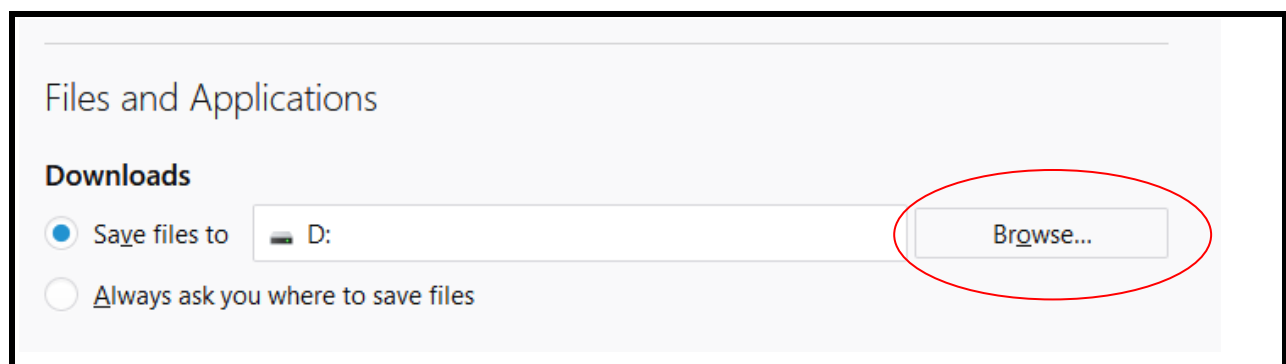 Files and Applications
Downloads
Save files to D: Browse...
Always ask you where to save files